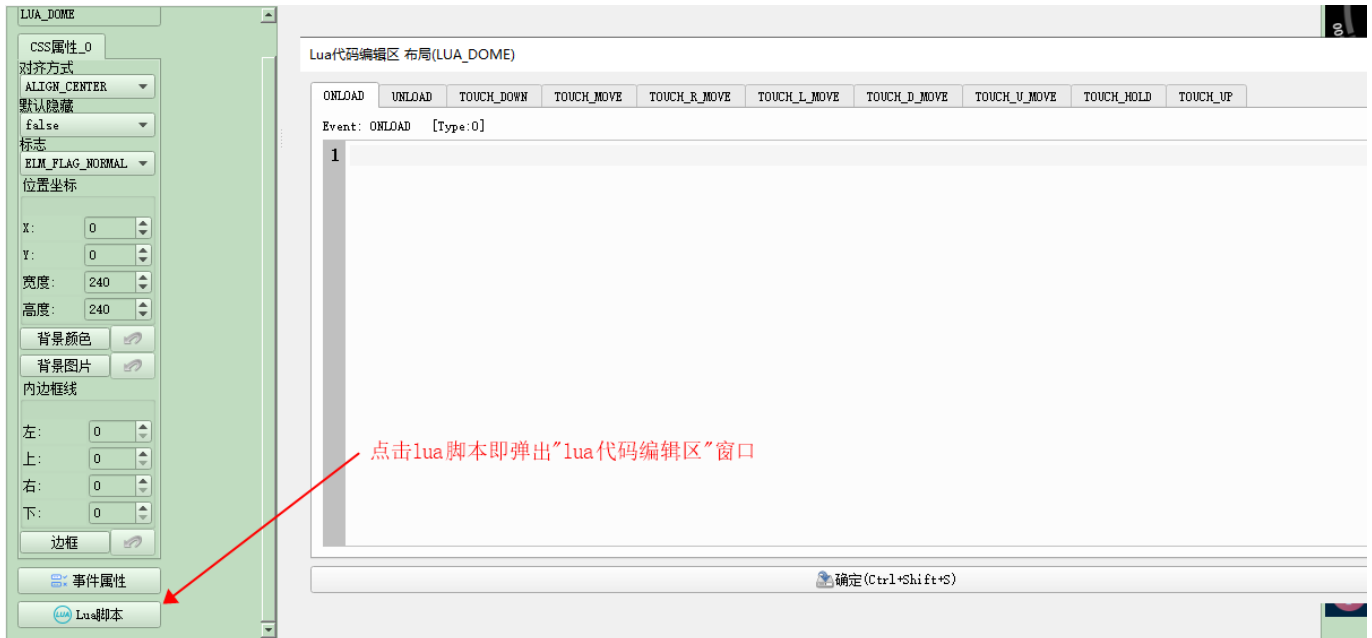 LUA_DOME
CSS属性_0
对齐方式
ALIGN_CENTER
默认隐藏
false
标志
ELM_FLAG_NORMAL
位置坐标
X: 0
Y: 0
宽度: 240
高度: 240
背景颜色
背景图片
内边框线
左: 0
上: 0
右: 0
下: 0
边框
事件属性
LUA Lua脚本
Lua代码编辑区 布局(LUA_DOME)
ONLOAD UNLOAD TOUCH_DOWN TOUCH_MOVE TOUCH_R_MOVE TOUCH_L_MOVE TOUCH_D_MOVE TOUCH_U_MOVE TOUCH_HOLD TOUCH_UP
Event: ONLOAD [Type:0]
1
点击lua脚本即弹出"lua代码编辑区"窗口
确定(Ctrl+Shift+S)
00